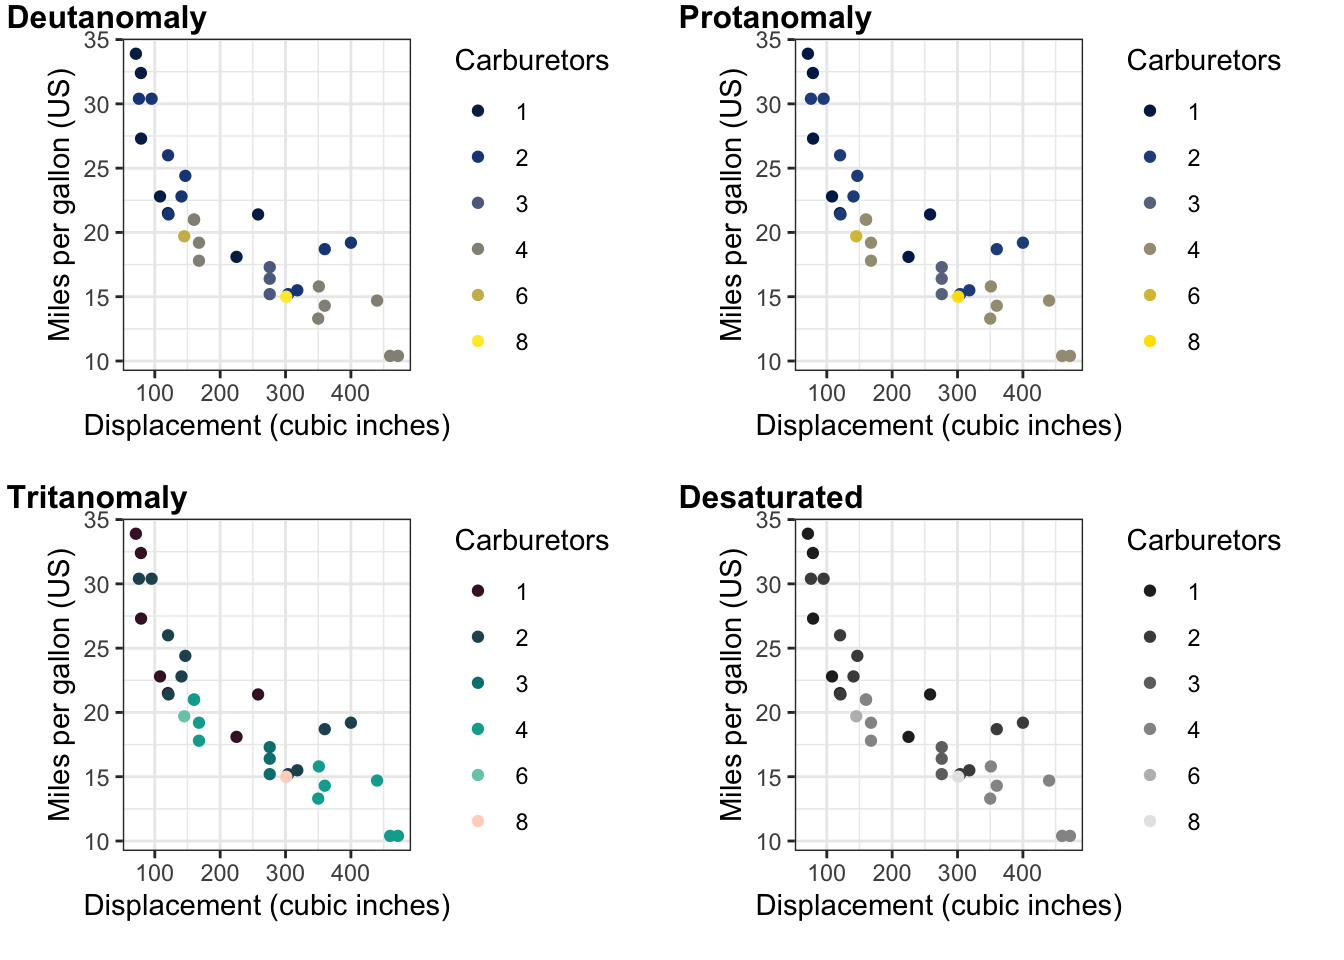 Deutanomaly
Miles per gallon (US)
35
30
25
20
15
10
100 200 300 400
Displacement (cubic inches)
Carburetors
1
2
3
4
6
8
Protanomaly
Miles per gallon (US)
35
30
25
20
15
10
100 200 300 400
Displacement (cubic inches)
Carburetors
1
2
3
4
6
8
Tritanomaly
Miles per gallon (US)
35
30
25
20
15
10
100 200 300 400
Displacement (cubic inches)
Carburetors
1
2
3
4
6
8
Desaturated
Miles per gallon (US)
35
30
25
20
15
10
100 200 300 400
Displacement (cubic inches)
Carburetors
1
2
3
4
6
8